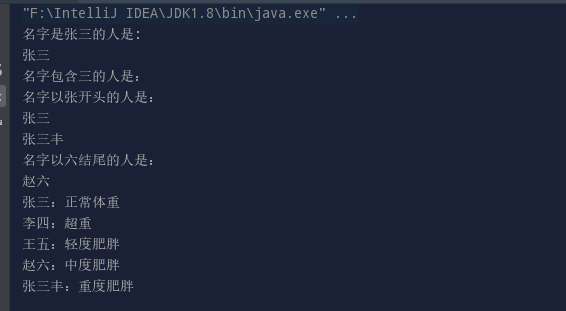 "F:\IntelliJ IDEA\JDK1.8\bin\java.exe" ...
名字是张三的人是:
张三
名字包含三的人是:
名字以张开头的人是:
张三
张三丰
名字以六结尾的人是:
赵六
张三: 正常体重
李四: 超重
王五: 轻度肥胖
赵六: 中度肥胖
张三丰: 重度肥胖